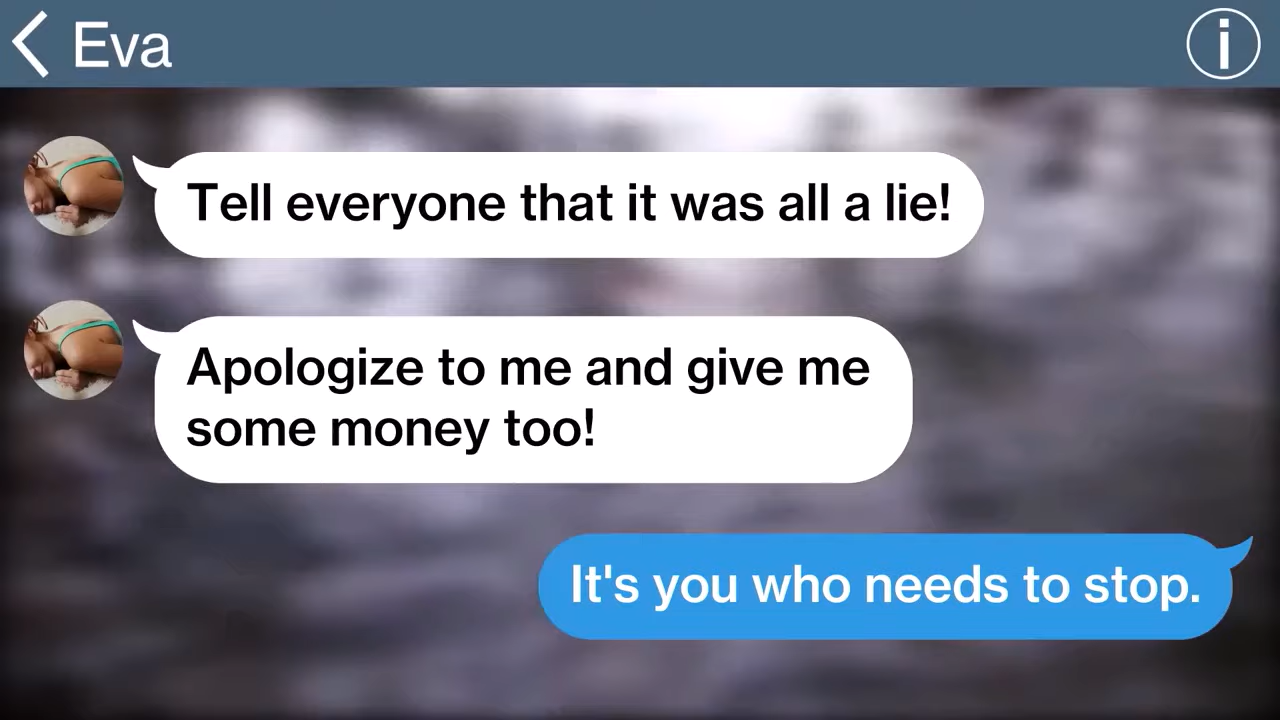 Eva
Tell everyone that it was all a lie!
Apologize to me and give me
some money too!
It's you who needs to stop.